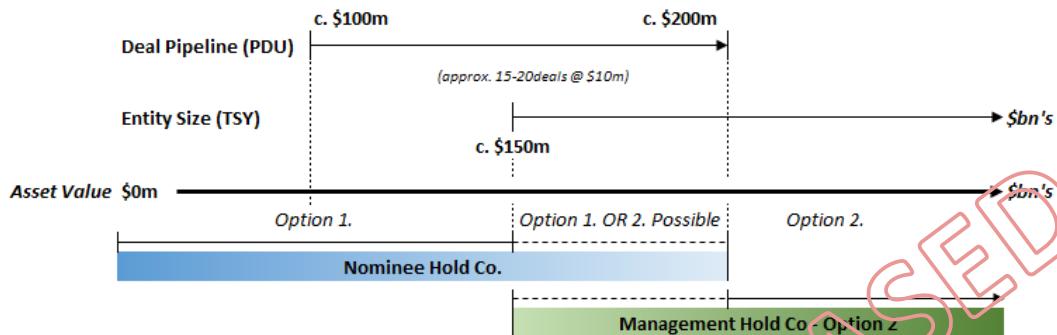 c. $100m
c. $200m
Deal Pipeline (PDU)
(approx. 15-20deals @ $10m)
Entity Size (TSY)
$bn's
c. $150m
Asset Value $0m
$bn's
Option 1.
Option 1. OR 2. Possible
Option 2.
Nominee Hold Co.
Management Hold Co - Option 2
SED